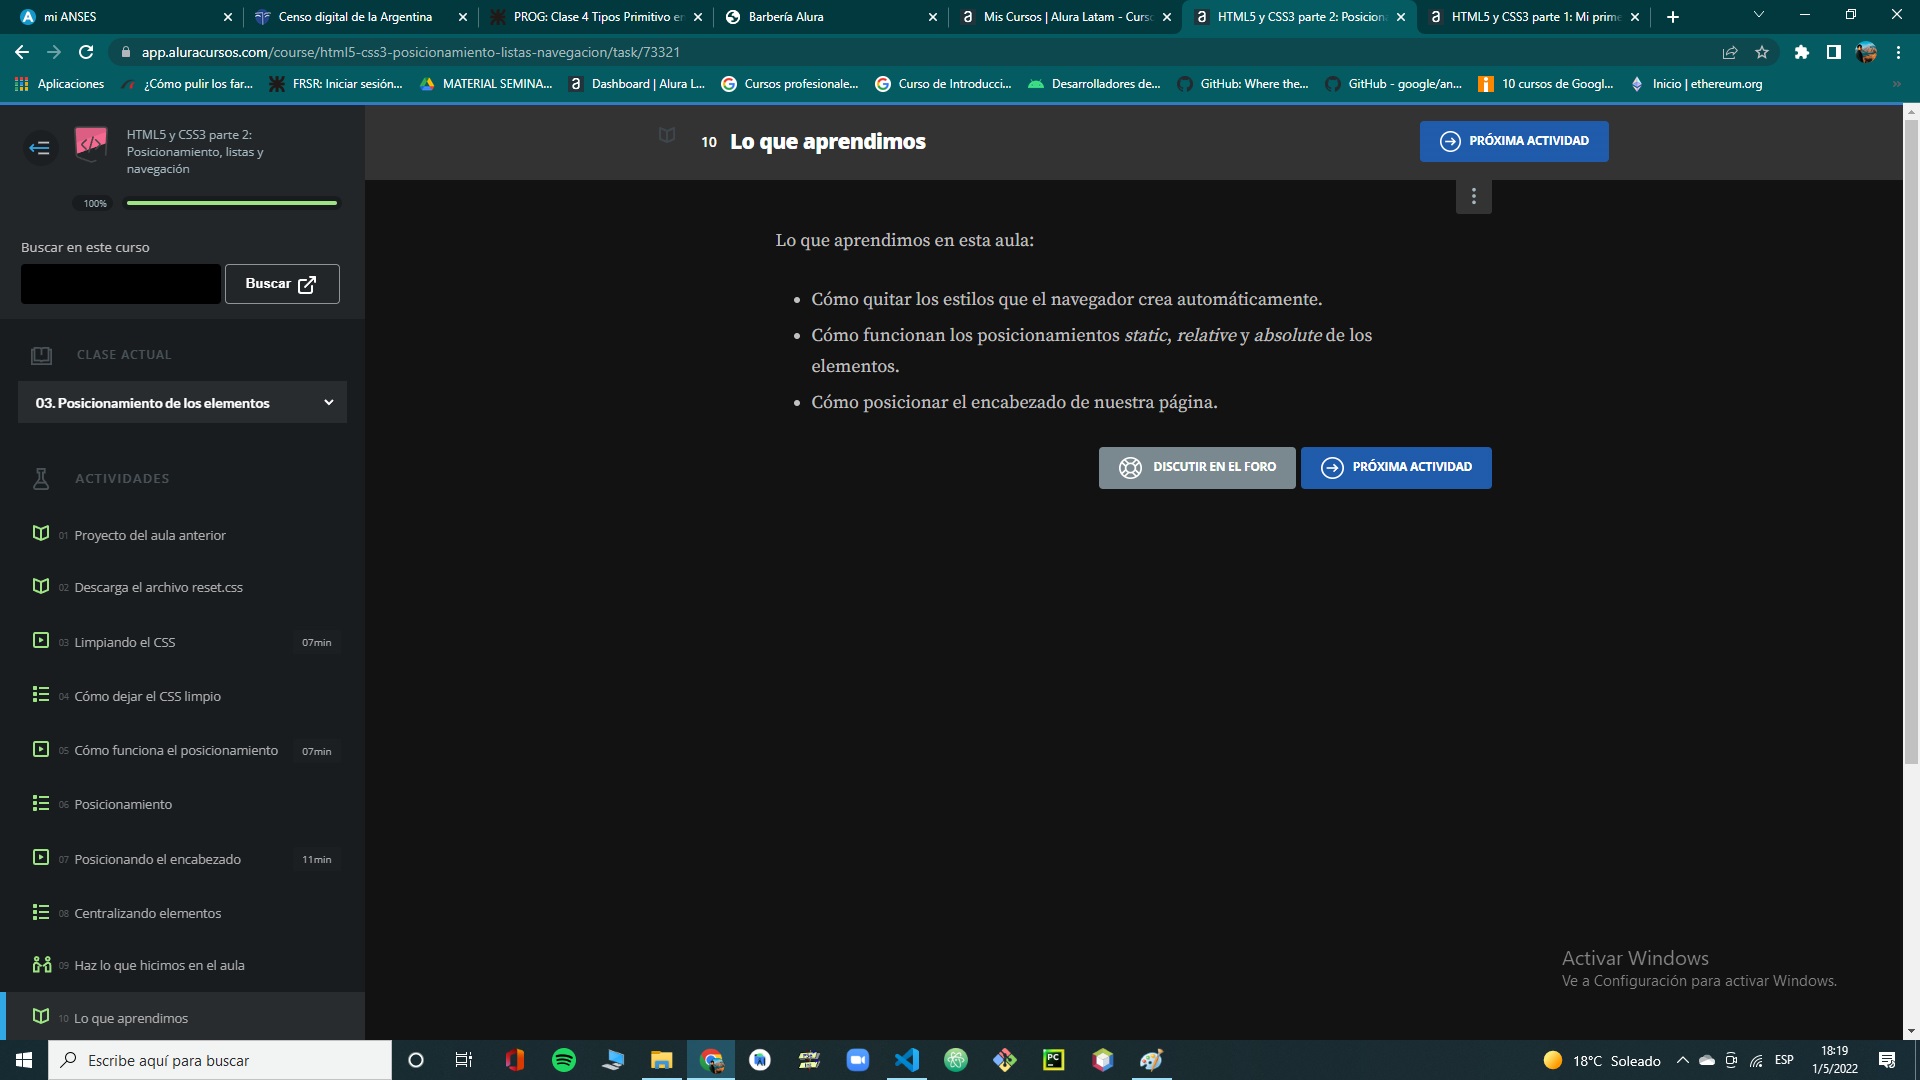 mi ANSES
Censo digital de la Argentina
PROG: Clase 4 Tipos Primitivo en
Barbería Alura
Mis Cursos | Alura Latam - Curso
HTML5 y CSS3 parte 2: Posiciona
HTML5 y CSS3 parte 1: Mi prime
app.aluracursos.com/course/html5-css3-posicionamiento-listas-navegacion/task/73321
Aplicaciones
¿Cómo pulir los far...
FRSR: Iniciar sesión...
MATERIAL SEMINA...
Dashboard | Alura L...
Cursos profesionale...
Curso de Introducci...
Desarrolladores de...
GitHub: Where the...
GitHub - google/an...
10 cursos de Googl...
Inicio | ethereum.org
HTML5 y CSS3 parte 2:
Posicionamiento, listas y
navegación
100%
Buscar en este curso
Buscar
CLASE ACTUAL
03. Posicionamiento de los elementos
ACTIVIDADES
01 Proyecto del aula anterior
02 Descarga el archivo reset.css
03 Limpiando el CSS 07min
04 Cómo dejar el CSS limpio
05 Cómo funciona el posicionamiento 07min
06 Posicionamiento
07 Posicionando el encabezado 11min
08 Centralizando elementos
09 Haz lo que hicimos en el aula
10 Lo que aprendimos
10 Lo que aprendimos
PRÓXIMA ACTIVIDAD
Lo que aprendimos en esta aula:
• Cómo quitar los estilos que el navegador crea automáticamente.
• Cómo funcionan los posicionamientos static, relative y absolute de los
elementos.
• Cómo posicionar el encabezado de nuestra página.
DISCUTIR EN EL FORO
PRÓXIMA ACTIVIDAD
Activar Windows
Ve a Configuración para activar Windows.
Escribe aquí para buscar
18°C Soleado
ESP
18:19
1/5/2022